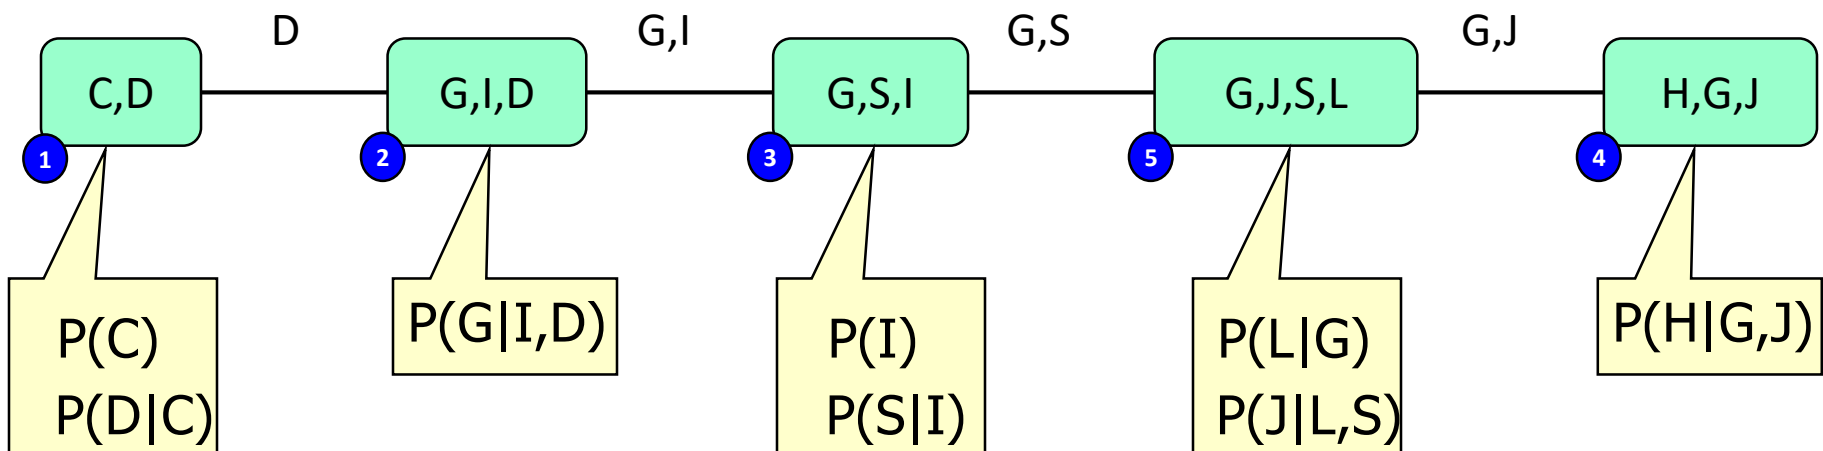 D
G,I
G,S
G,J
C,D
G,I,D
G,S,I
G,J,S,L
H,G,J
1
2
3
5
4
P(C)
P(D|C)
P(G|I,D)
P(I)
P(S|I)
P(L|G)
P(J|L,S)
P(H|G,J)